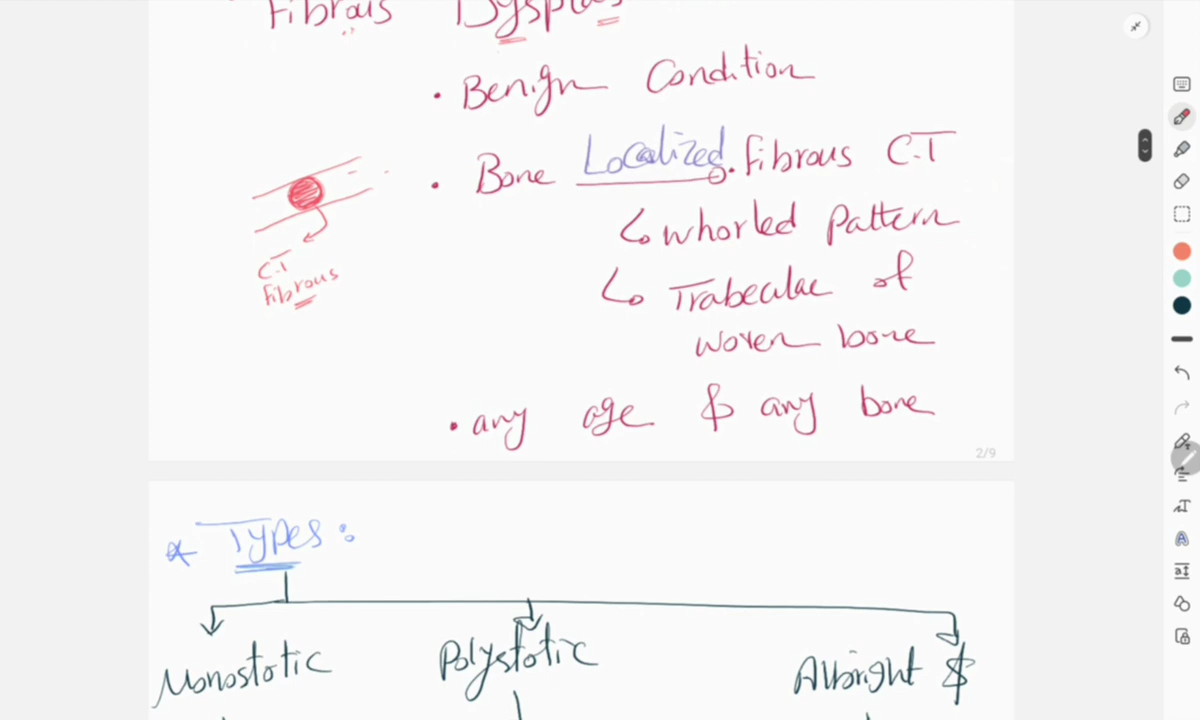 Fibrous Dysplas
• Benign Condition
• Bone Localized. Fibrous C.T
↳ whorled Pattern
↳ Trabeculae of
woven bone
C.T
Fibrous
• any age $ any bone
2/9
* Types:
Monostotic Polystotic Albright $